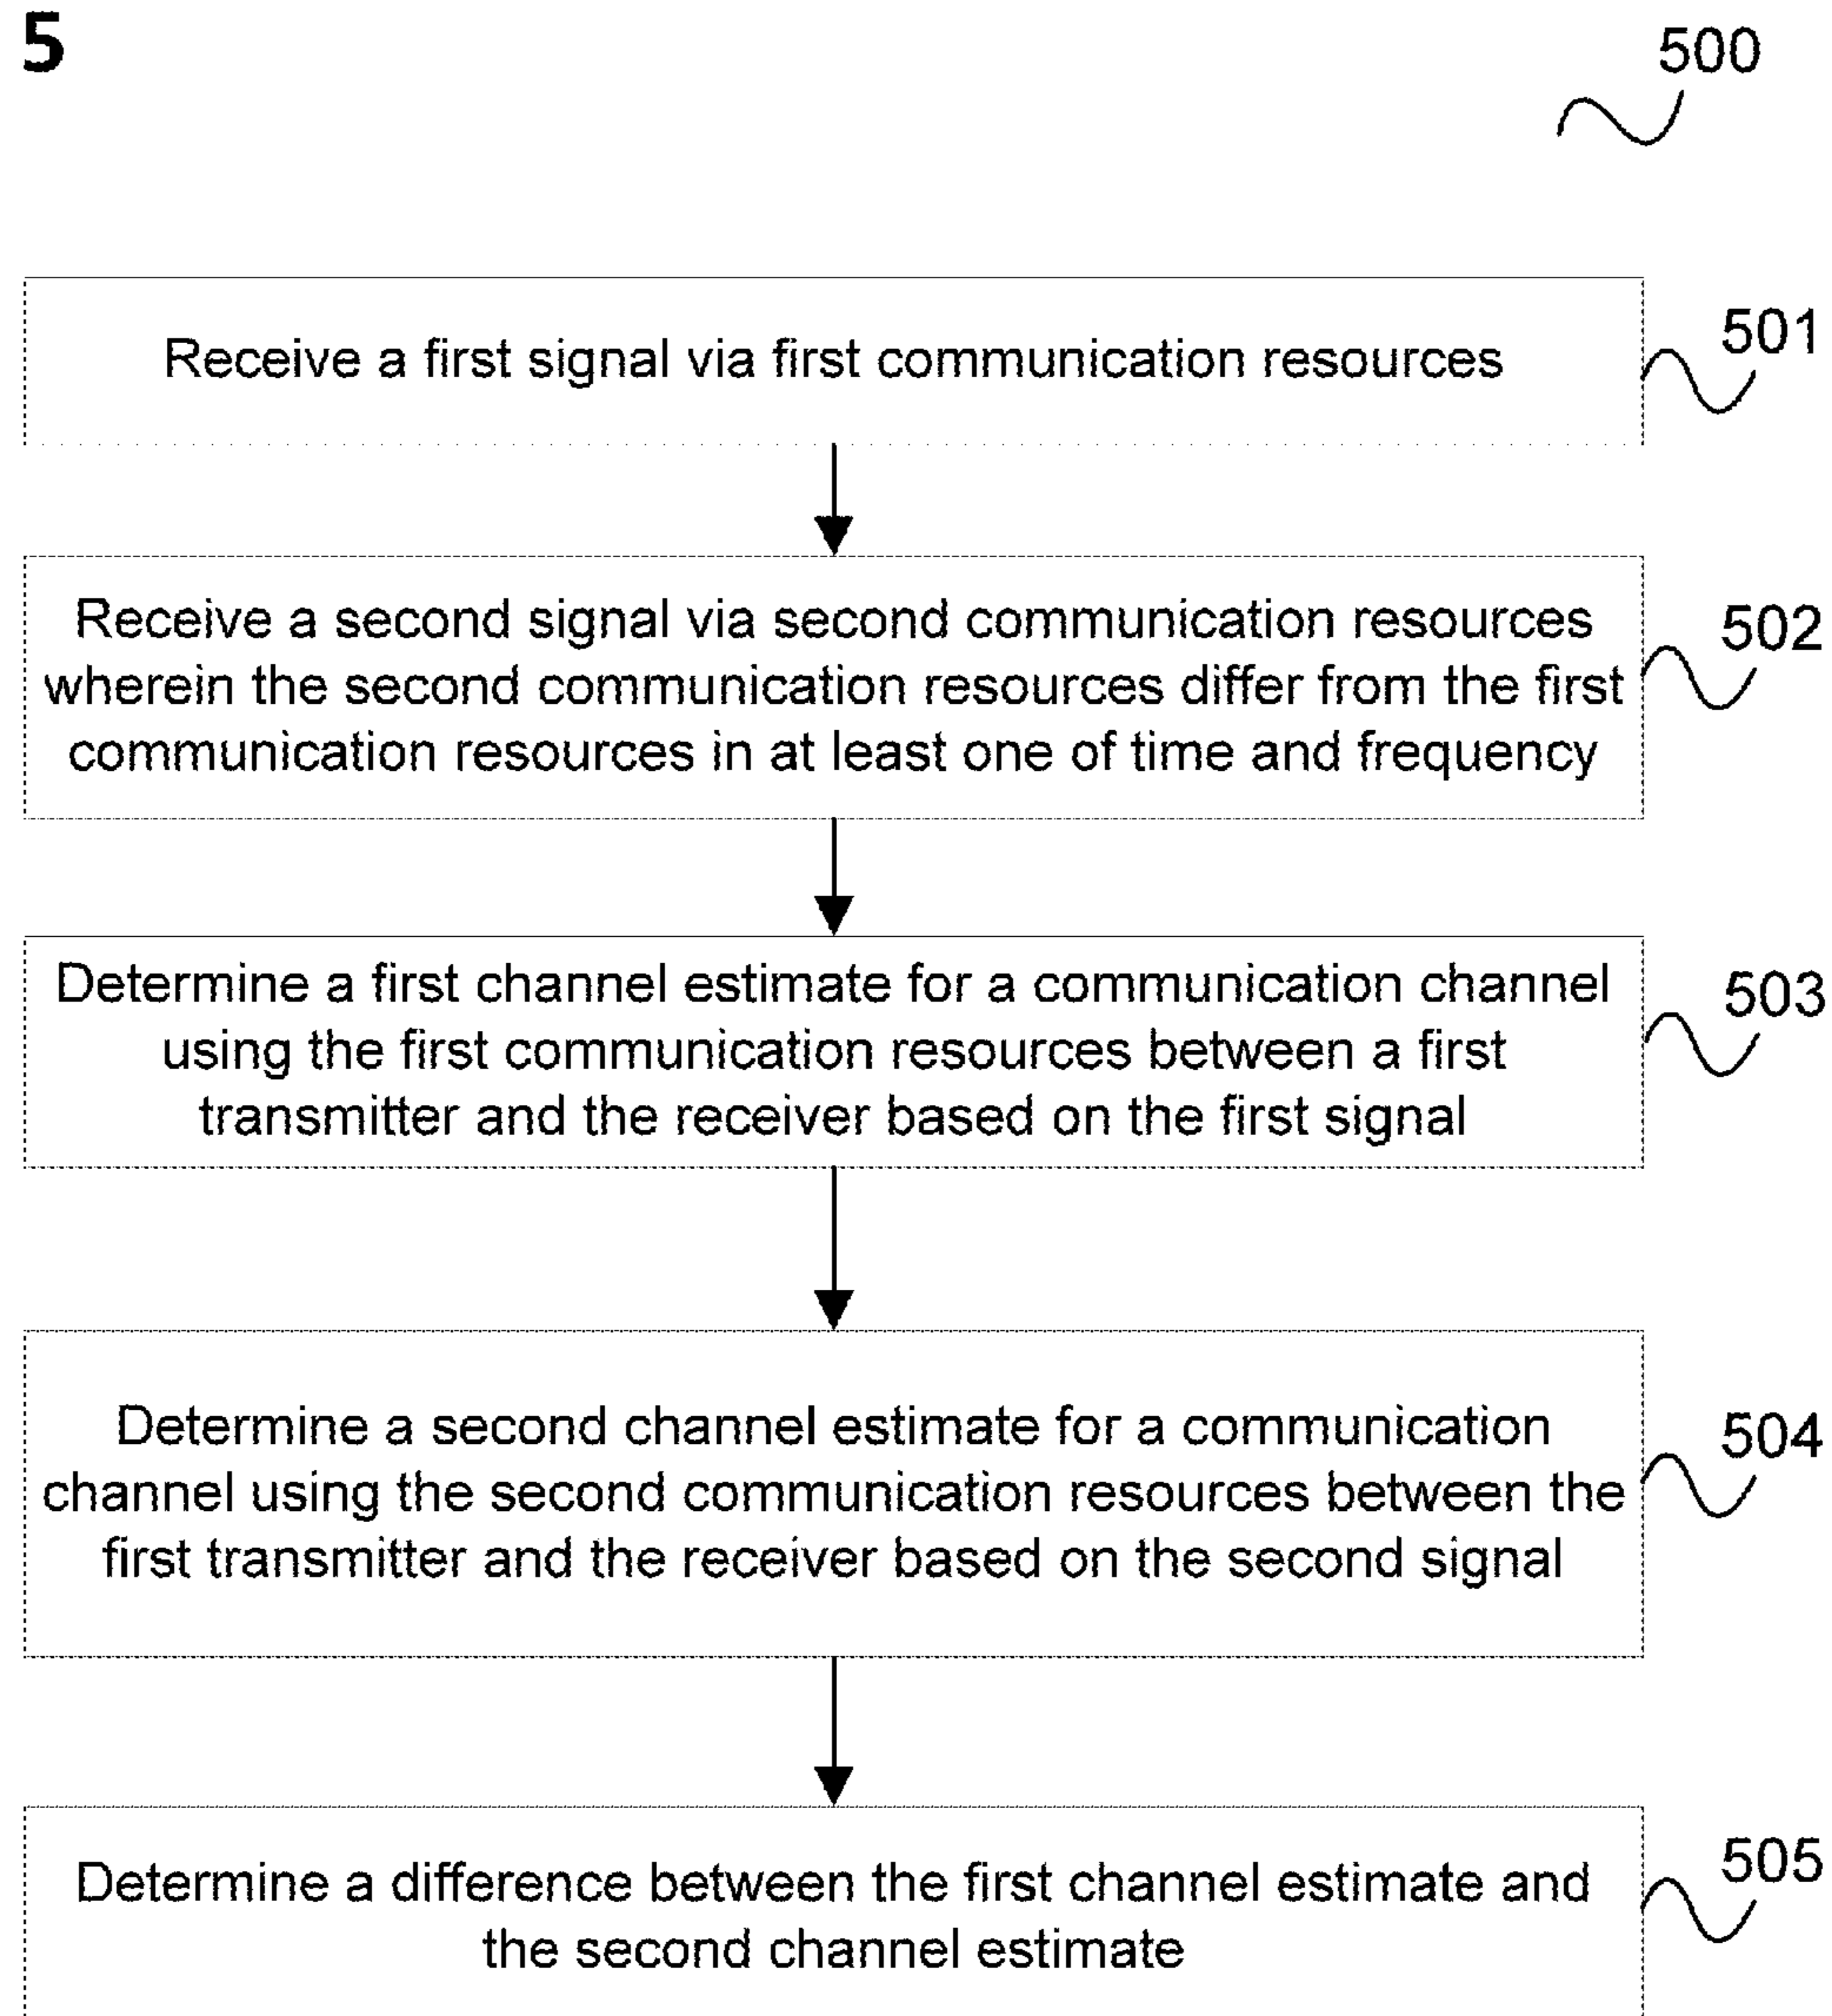 5
500
Receive a first signal via first communication resources
501
Receive a second signal via second communication resources
wherein the second communication resources differ from the first
communication resources in at least one of time and frequency
502
Determine a first channel estimate for a communication channel
using the first communication resources between a first
transmitter and the receiver based on the first signal
503
Determine a second channel estimate for a communication
channel using the second communication resources between the
first transmitter and the receiver based on the second signal
504
Determine a difference between the first channel estimate and
the second channel estimate
505